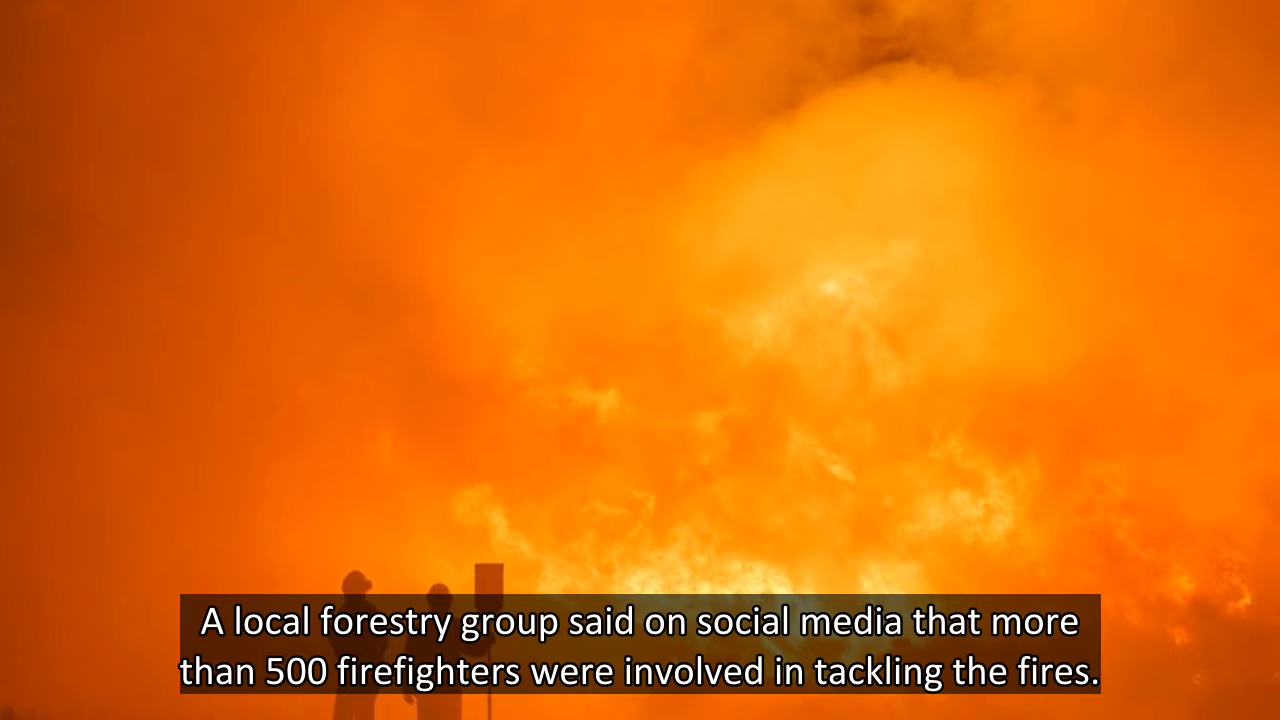 A local forestry group said on social media that more
than 500 firefighters were involved in tackling the fires.